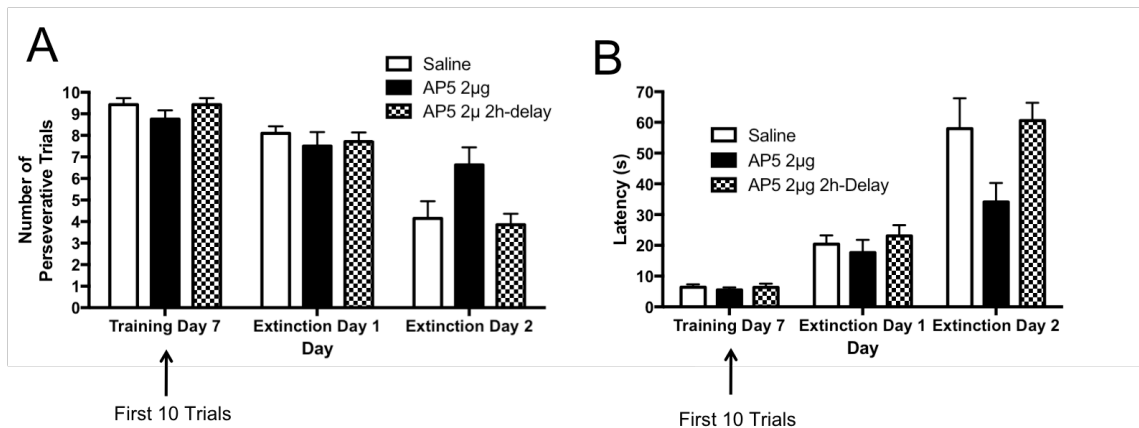 A
Saline
AP5 2µg
AP5 2µ 2h-delay
Number of
Perseverative Trials
10
9
8
7
6
5
4
3
2
1
0
Training Day 7
Extinction Day 1
Extinction Day 2
Day
First 10 Trials
B
Saline
AP5 2µg
AP5 2µg 2h-Delay
Latency (s)
70
60
50
40
30
20
10
0
Training Day 7
Extinction Day 1
Extinction Day 2
Day
First 10 Trials